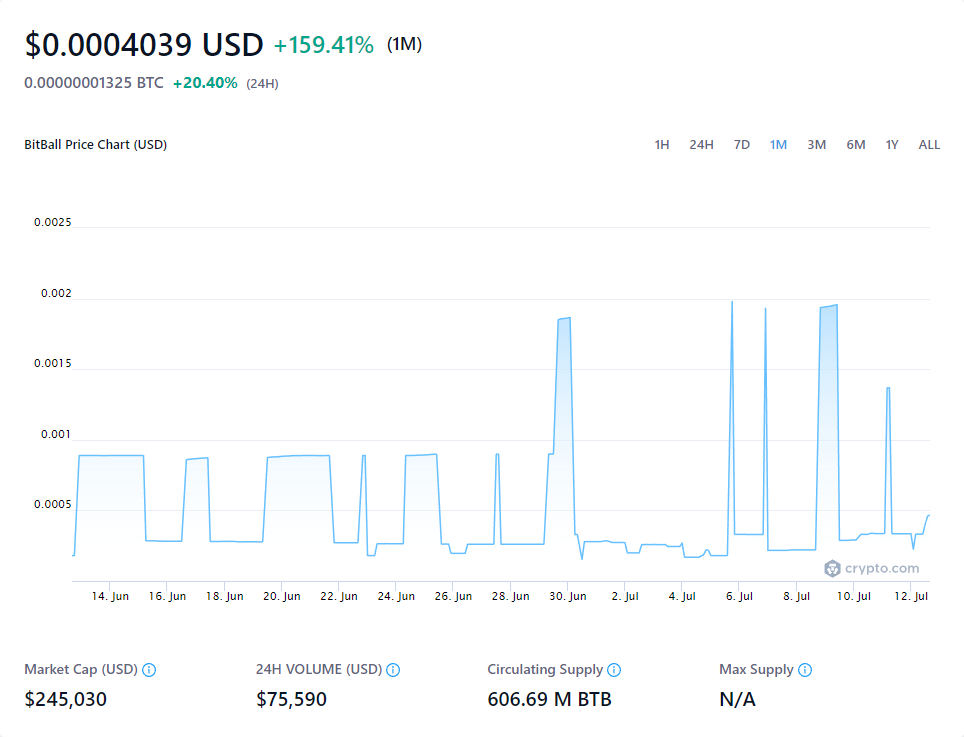 $0.0004039 USD +159.41% (1M)
0.00000001325 BTC +20.40% (24H)
BitBall Price Chart (USD) 1H 24H 7D 1M 3M 6M 1Y ALL
0.0025
0.002
0.0015
0.001
0.0005
crypto.com
14. Jun 16. Jun 18. Jun 20. Jun 22. Jun 24. Jun 26. Jun 28. Jun 30. Jun 2. Jul 4. Jul 6. Jul 8. Jul 10. Jul 12. Jul
Market Cap (USD) 24H VOLUME (USD) Circulating Supply Max Supply
$245,030 $75,590 606.69 M BTB N/A